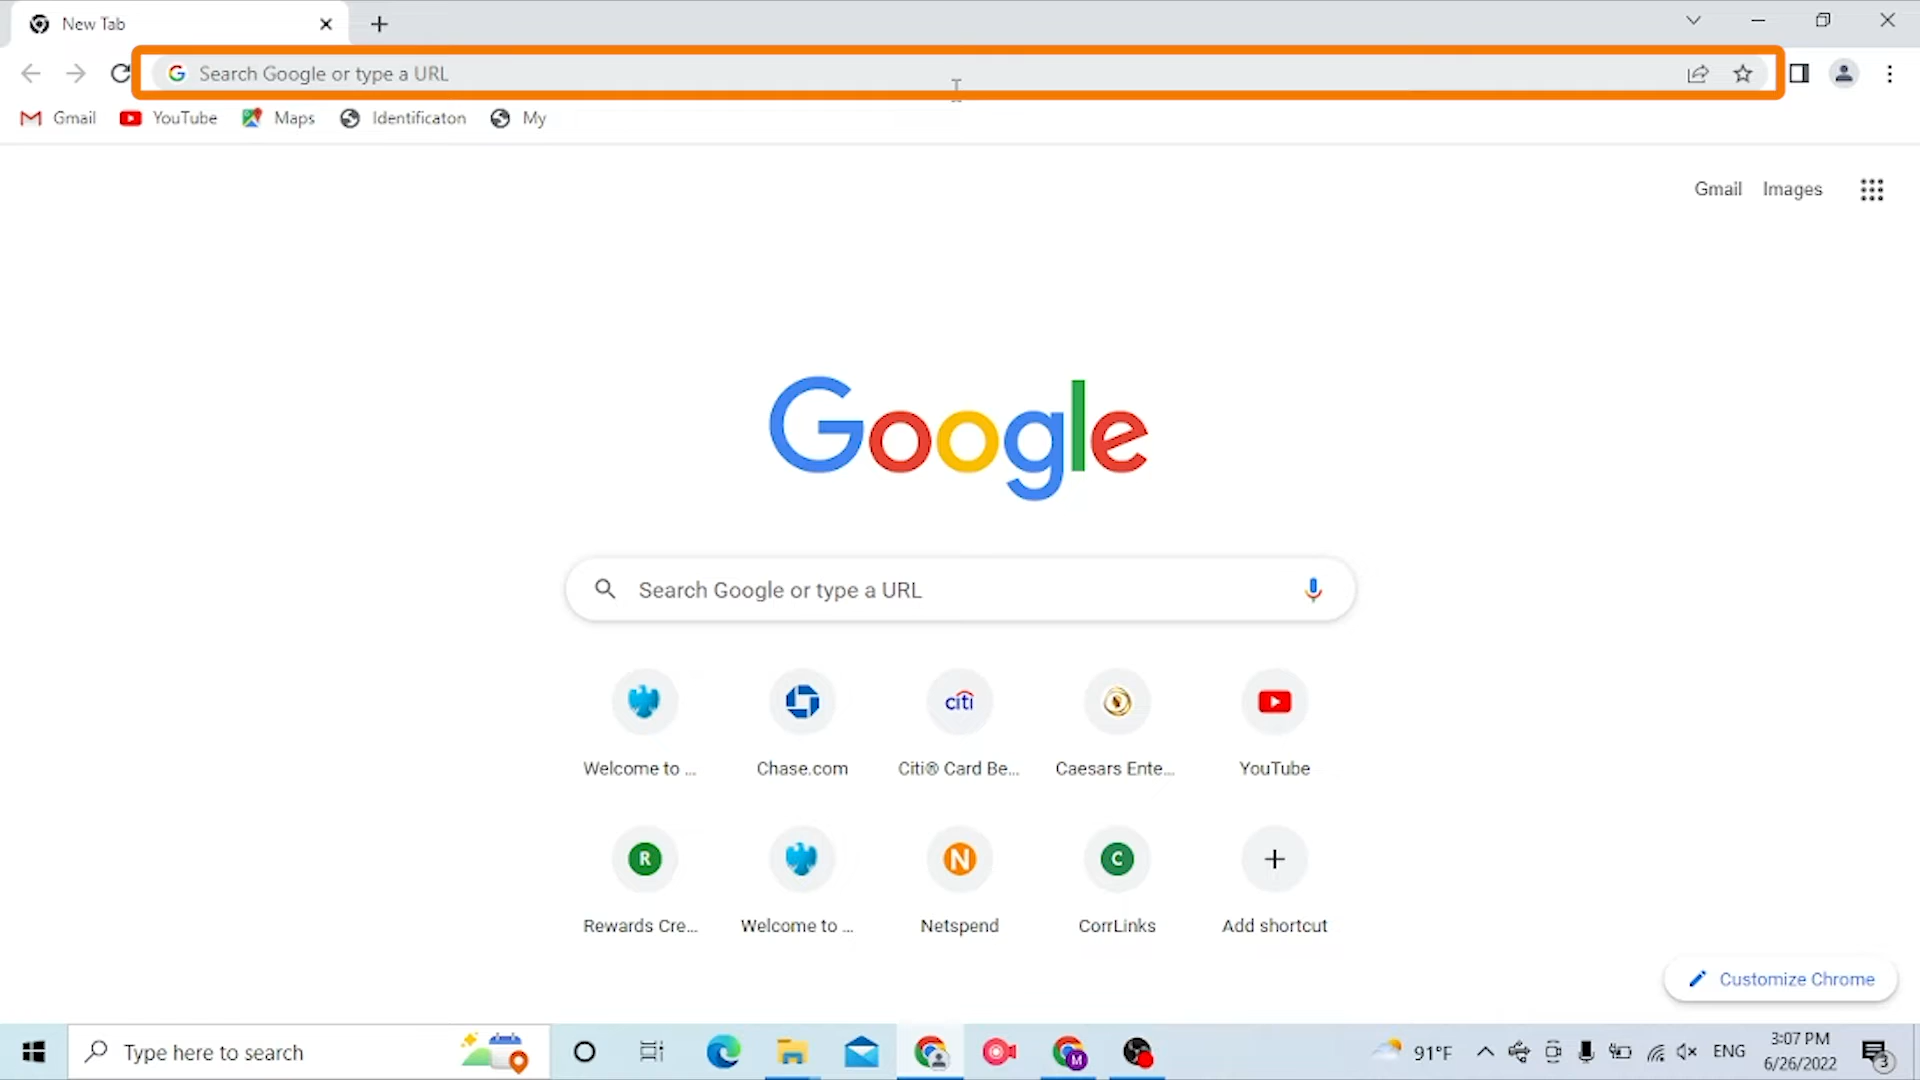 New Tab
Search Google or type a URL
Gmail YouTube Maps Identificaton My
Gmail Images
Google
Search Google or type a URL
citi
Welcome to ... Chase.com Citi® Card Be... Caesars Ente... YouTube
R N C
Rewards Cre... Welcome to ... Netspend CorrLinks Add shortcut
Customize Chrome
Type here to search
M
91°F
ENG
3:07 PM
6/26/2022
3